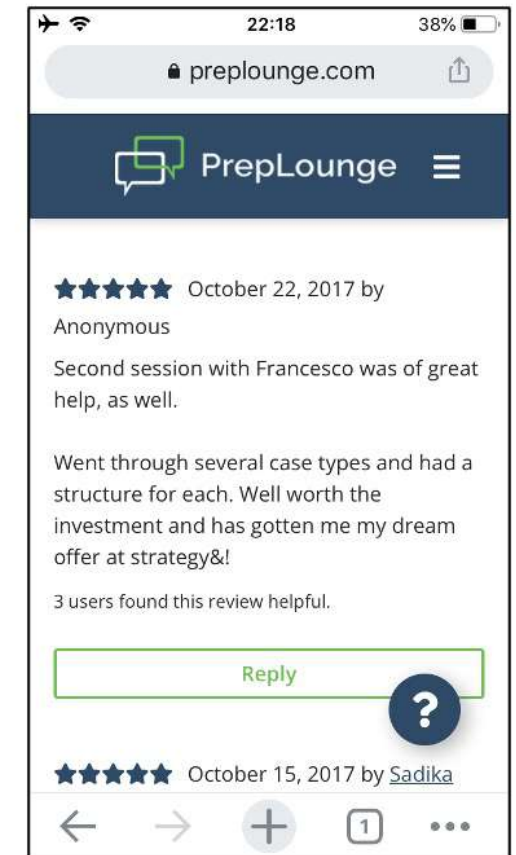 22:18
38%
preplounge.com
PrepLounge
October 22, 2017 by
Anonymous
Second session with Francesco was of great
help, as well.
Went through several case types and had a
structure for each. Well worth the
investment and has gotten me my dream
offer at strategy&!
3 users found this review helpful.
Reply
?
October 15, 2017 by Sadika
1